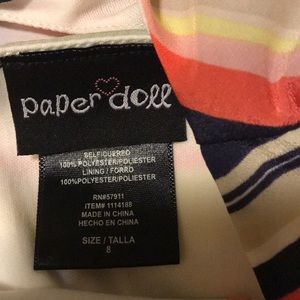 paper doll
SELF/CUERPO
100% POLYESTER/POLIESTER
LINING / FORRO
100%POLYESTER/POLIESTER
RN#57911
ITEM# 1114188
MADE IN CHINA
HECHO EN CHINA
SIZE / TALLA
8